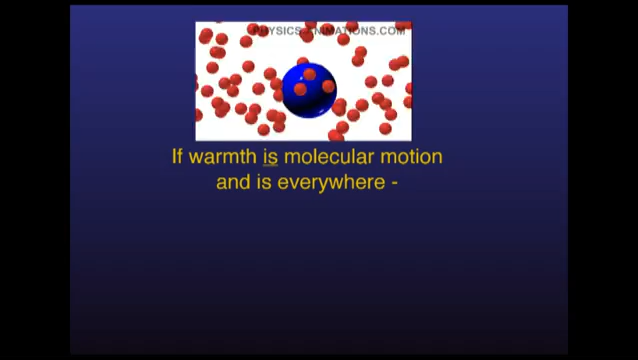 PHYSICS-ANIMATIONS.COM
If warmth is molecular motion
and is everywhere -